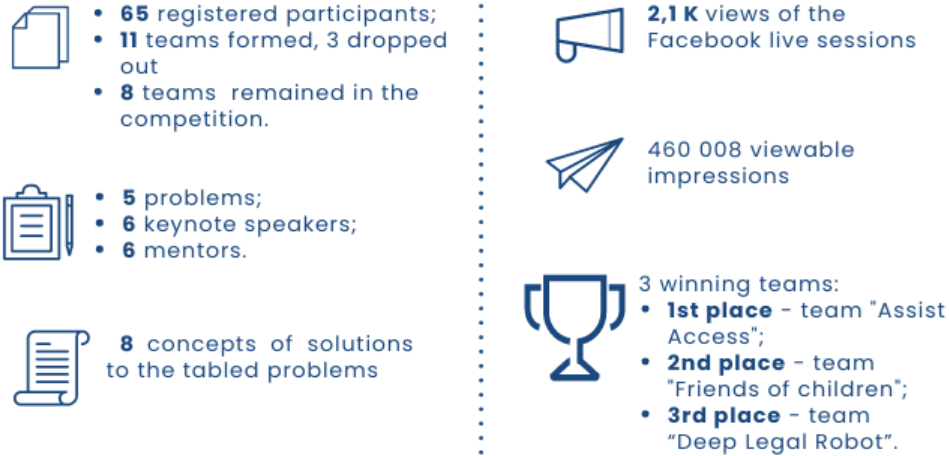 • 65 registered participants;
• 11 teams formed, 3 dropped
out
• 8 teams remained in the
competition.
• 5 problems;
• 6 keynote speakers;
• 6 mentors.
8 concepts of solutions
to the tabled problems
2,1 K views of the
Facebook live sessions
460 008 viewable
impressions
3 winning teams:
• 1st place - team "Assist
Access";
• 2nd place - team
"Friends of children";
• 3rd place - team
“Deep Legal Robot”.